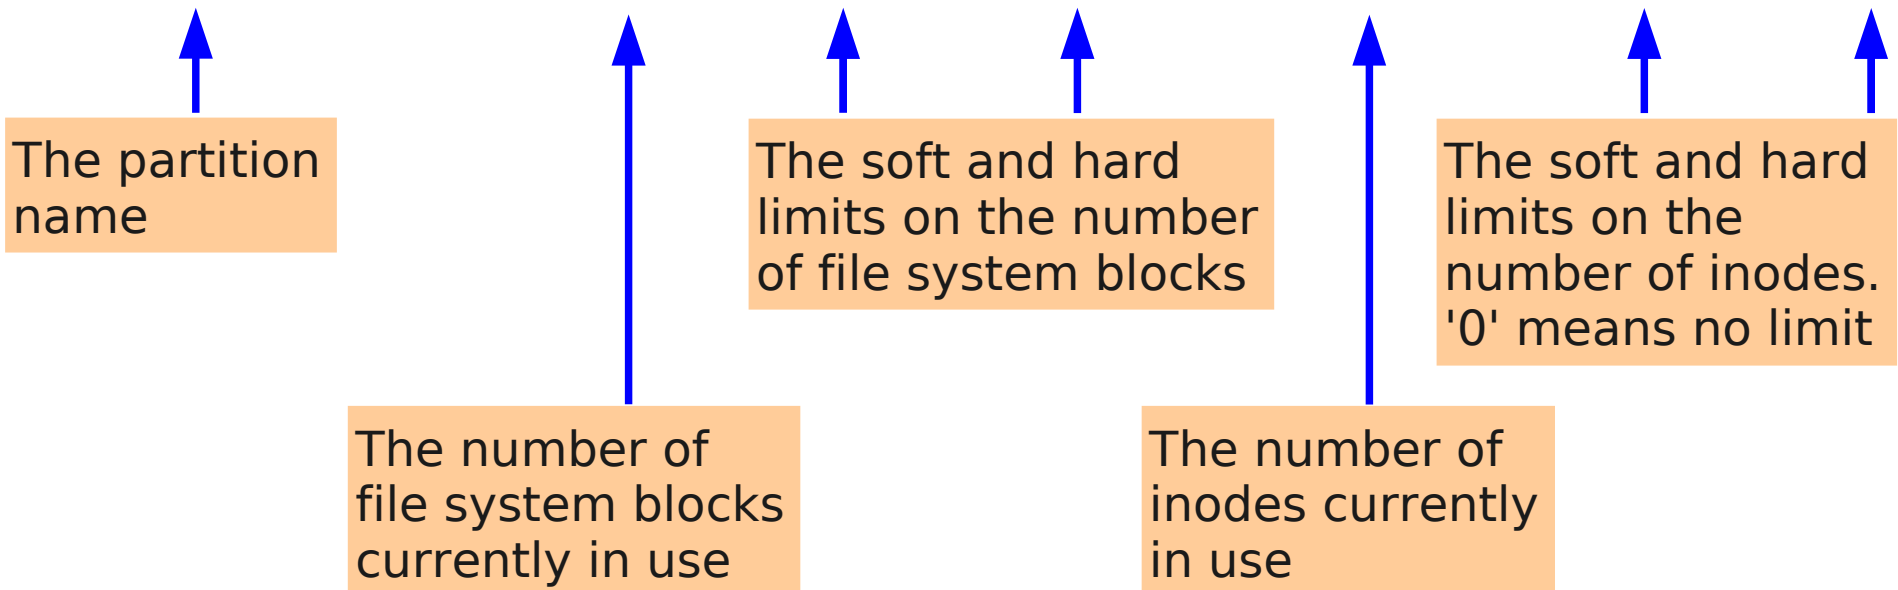 The partition
name
The soft and hard
limits on the number
of file system blocks
The soft and hard
limits on the
number of inodes.
'0' means no limit
The number of
file system blocks
currently in use
The number of
inodes currently
in use